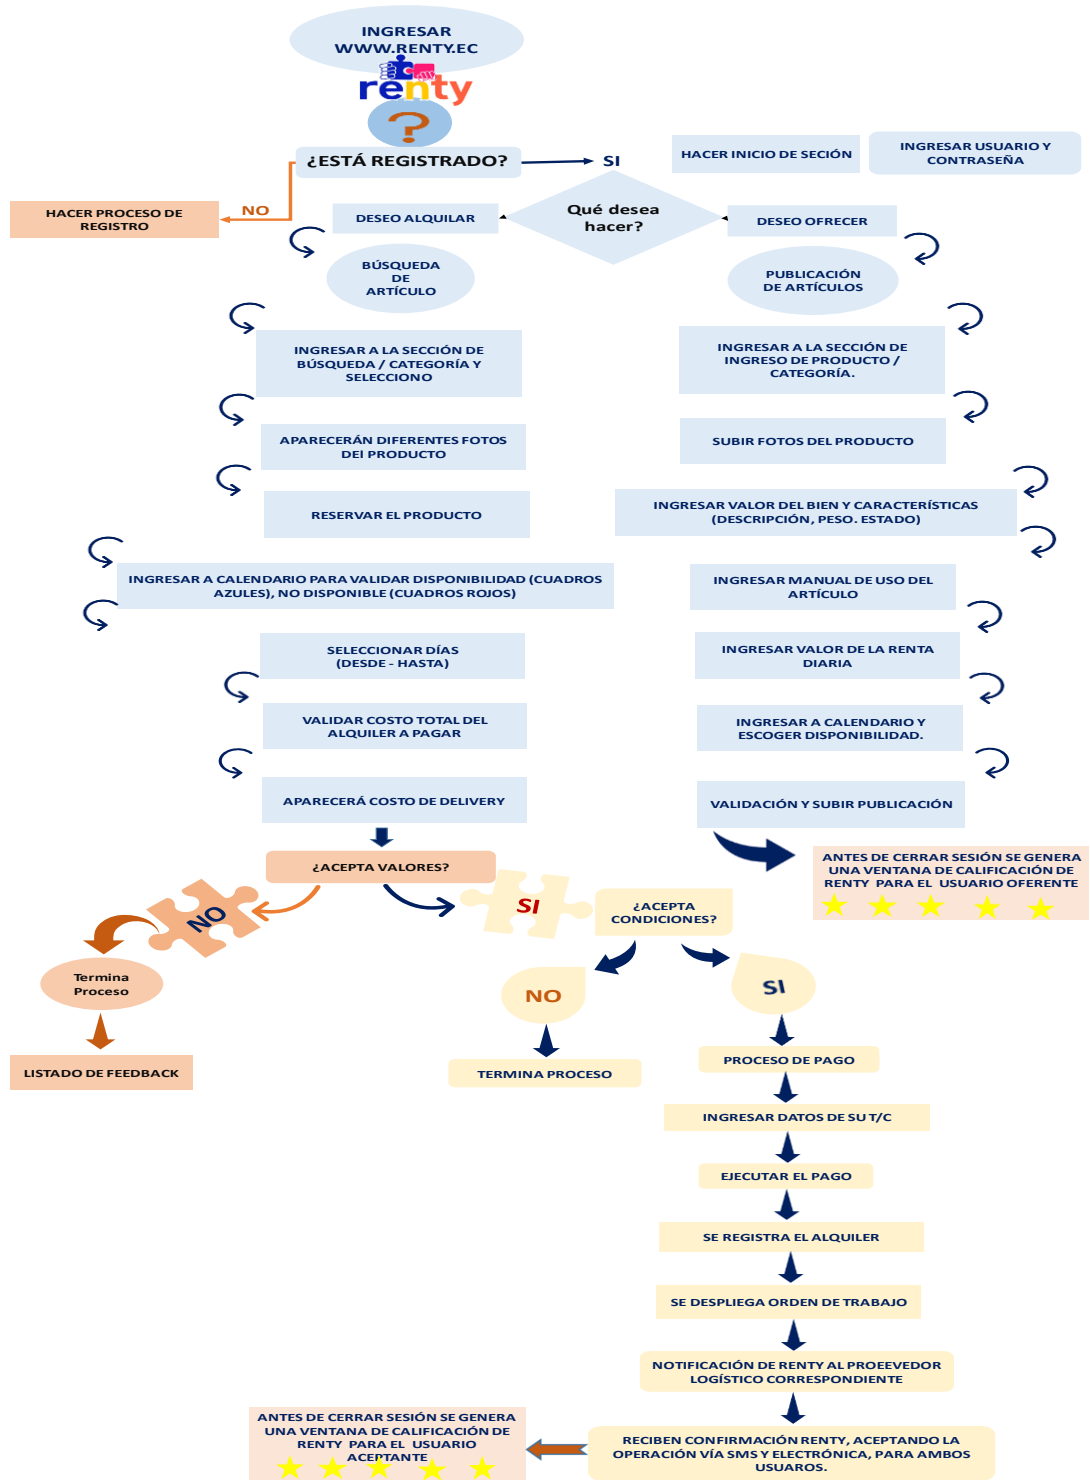 INGRESAR
WWW.RENTY.EC
renty
?
¿ESTÁ REGISTRADO?
SI
HACER INICIO DE SECIÓN
INGRESAR USUARIO Y
CONTRASEÑA
NO
HACER PROCESO DE
REGISTRO
Qué desea
hacer?
DESEO ALQUILAR
DESEO OFRECER
BÚSQUEDA
DE
ARTÍCULO
PUBLICACIÓN
DE ARTÍCULOS
INGRESAR A LA SECCIÓN DE
BÚSQUEDA / CATEGORÍA Y
SELECCIONO
INGRESAR A LA SECCIÓN DE
INGRESO DE PRODUCTO /
CATEGORÍA.
APARECERÁN DIFERENTES FOTOS
DEl PRODUCTO
SUBIR FOTOS DEL PRODUCTO
RESERVAR EL PRODUCTO
INGRESAR VALOR DEL BIEN Y CARACTERÍSTICAS
(DESCRIPCIÓN, PESO. ESTADO)
INGRESAR A CALENDARIO PARA VALIDAR DISPONIBILIDAD (CUADROS
AZULES), NO DISPONIBLE (CUADROS ROJOS)
INGRESAR MANUAL DE USO DEL
ARTÍCULO
SELECCIONAR DÍAS
(DESDE - HASTA)
INGRESAR VALOR DE LA RENTA
DIARIA
VALIDAR COSTO TOTAL DEL
ALQUILER A PAGAR
INGRESAR A CALENDARIO Y
ESCOGER DISPONIBILIDAD.
APARECERÁ COSTO DE DELIVERY
VALIDACIÓN Y SUBIR PUBLICACIÓN
¿ACEPTA VALORES?
ANTES DE CERRAR SESIÓN SE GENERA
UNA VENTANA DE CALIFICACIÓN DE
RENTY PARA EL USUARIO OFERENTE
NO
SI
¿ACEPTA
CONDICIONES?
Termina
Proceso
NO
SI
LISTADO DE FEEDBACK
TERMINA PROCESO
PROCESO DE PAGO
INGRESAR DATOS DE SU T/C
EJECUTAR EL PAGO
SE REGISTRA EL ALQUILER
SE DESPLIEGA ORDEN DE TRABAJO
NOTIFICACIÓN DE RENTY AL PROEEVEDOR
LOGÍSTICO CORRESPONDIENTE
ANTES DE CERRAR SESIÓN SE GENERA
UNA VENTANA DE CALIFICACIÓN DE
RENTY PARA EL USUARIO
ACEPTANTE
RECIBEN CONFIRMACIÓN RENTY, ACEPTANDO LA
OPERACIÓN VÍA SMS Y ELECTRÓNICA, PARA AMBOS
USUAROS.